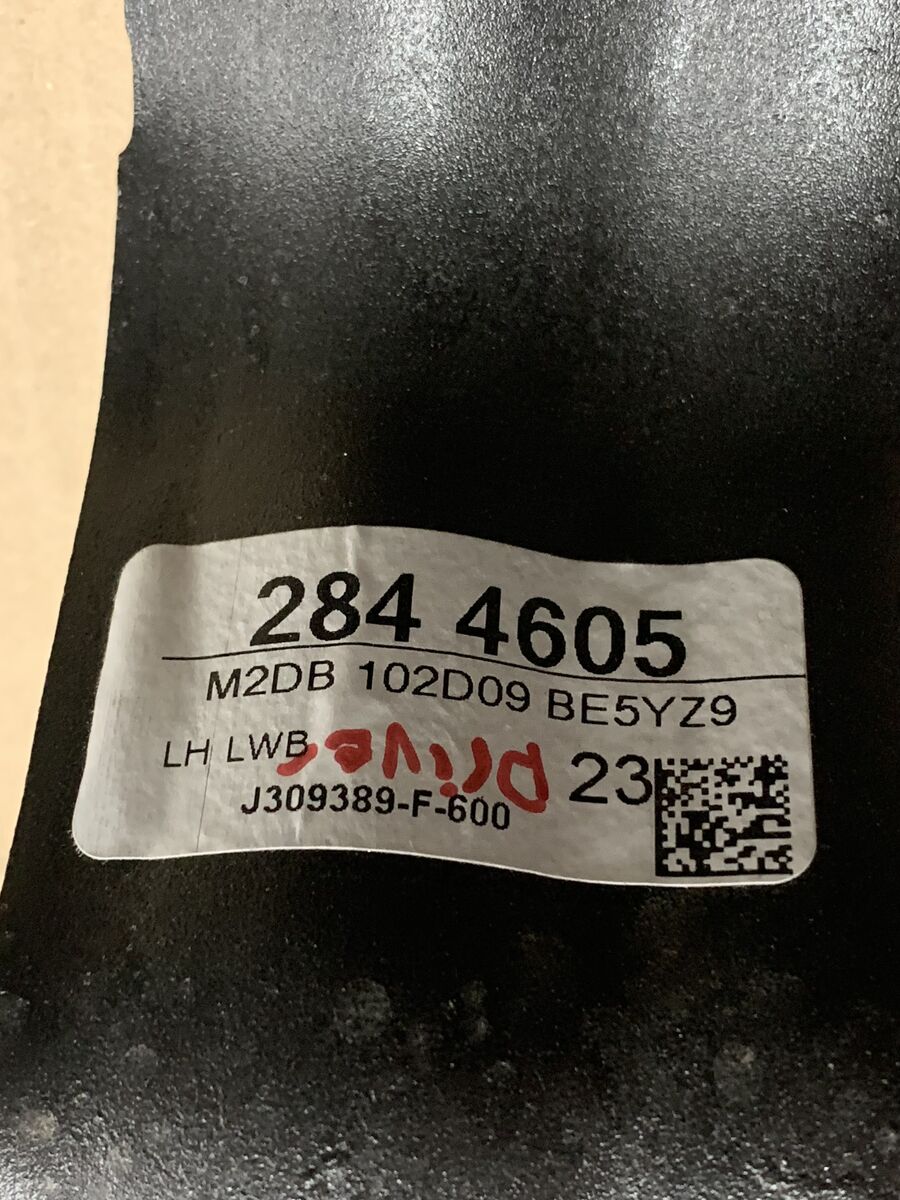 284 4605
M2DB 102D09 BE5YZ9
LH LWB 23
Driver
J309389-F-600